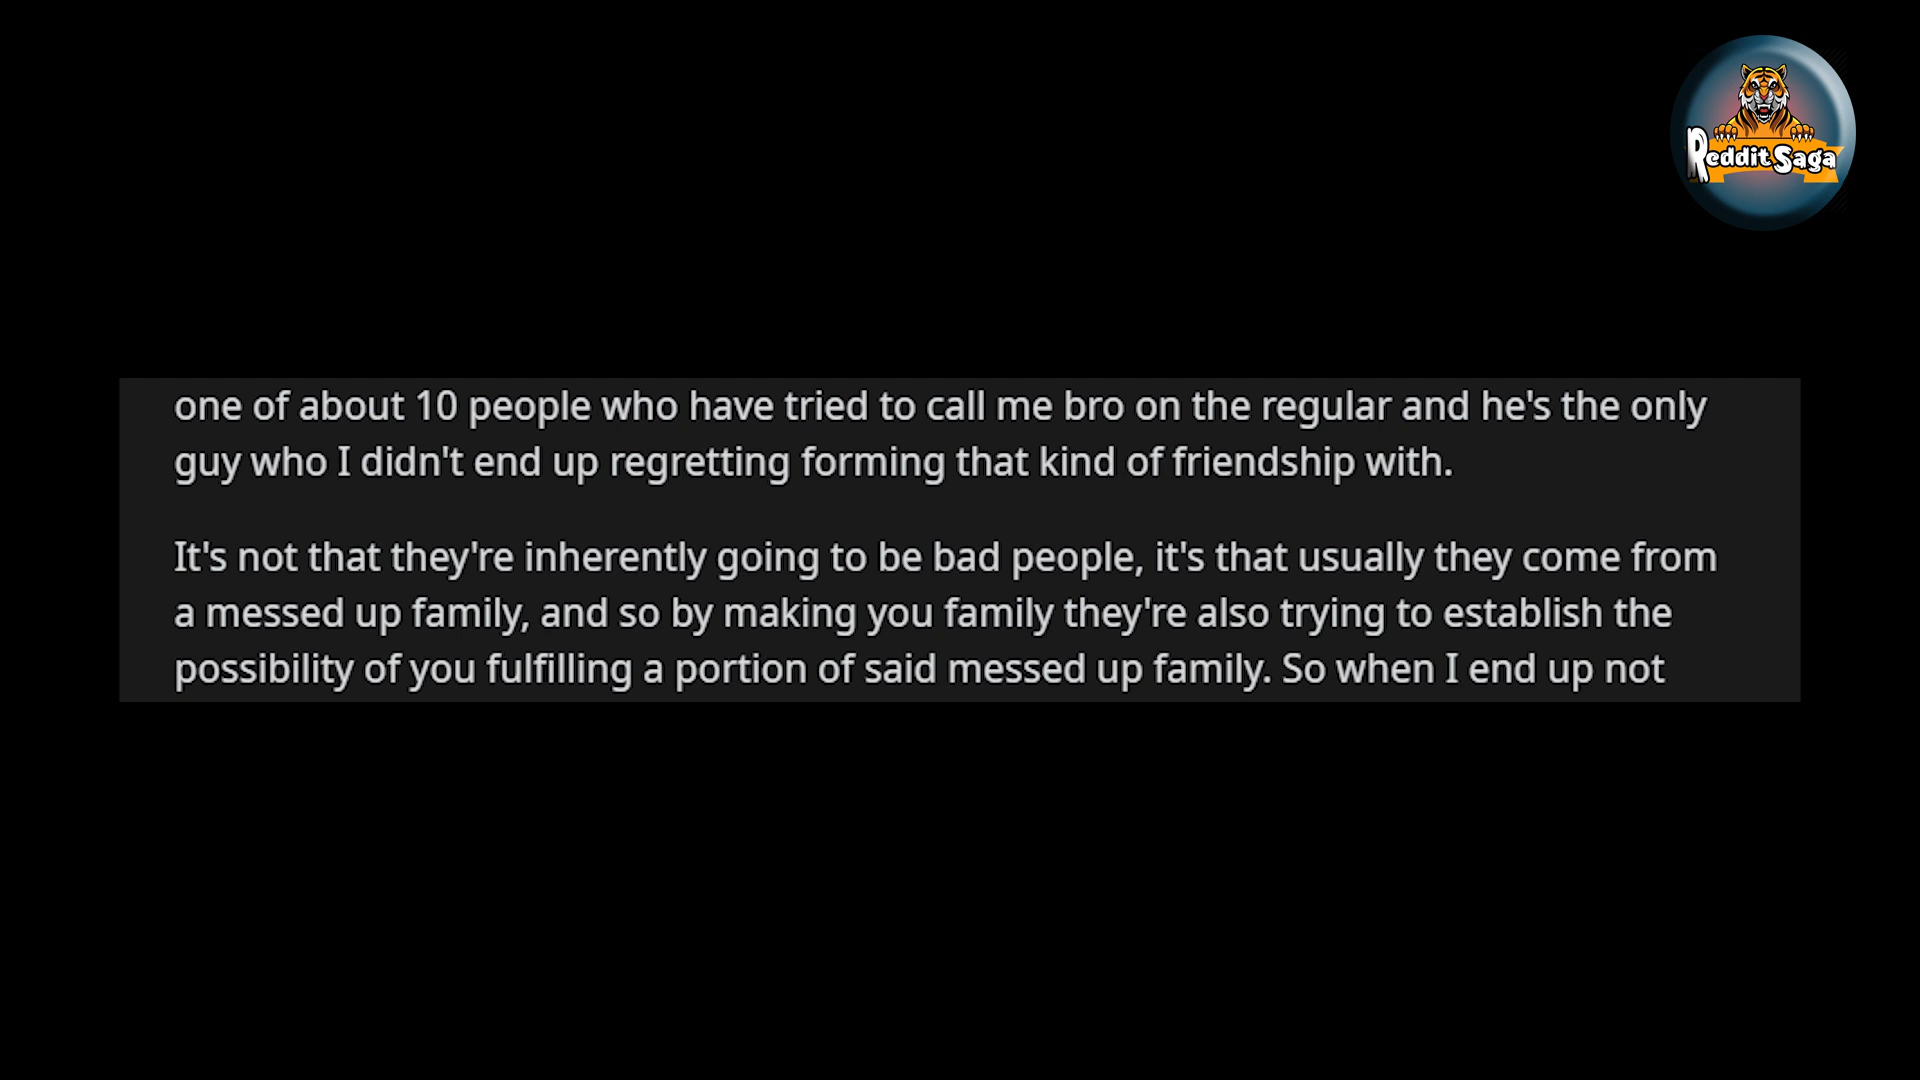 Reddit Saga
one of about 10 people who have tried to call me bro on the regular and he's the only
guy who I didn't end up regretting forming that kind of friendship with.
It's not that they're inherently going to be bad people, it's that usually they come from
a messed up family, and so by making you family they're also trying to establish the
possibility of you fulfilling a portion of said messed up family. So when I end up not